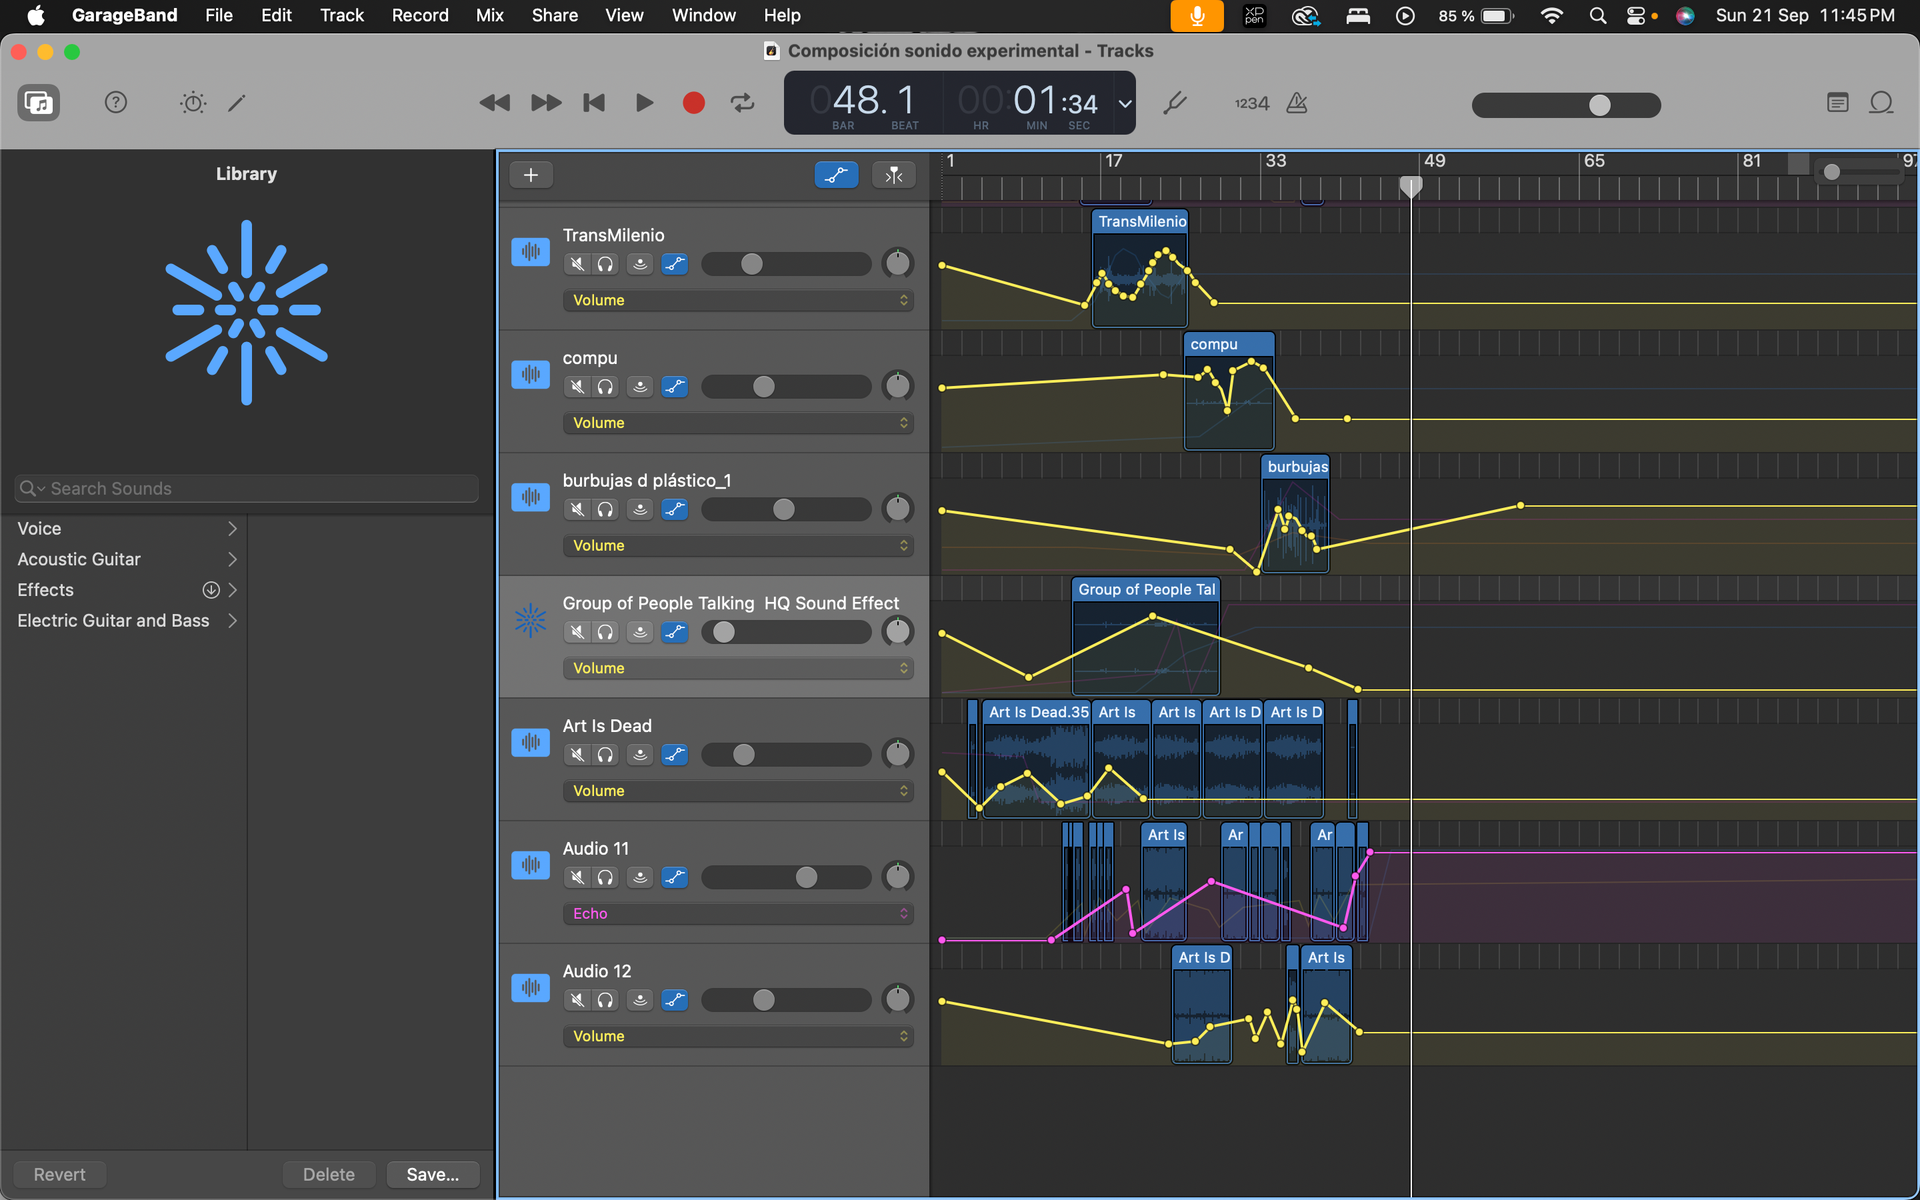 GarageBand File Edit Track Record Mix Share View Window Help XD pen 85 % Sun 21 Sep 11:45 PM
Composición sonido experimental - Tracks
048. 1 00:01:34 1234
BAR BEAT HR MIN SEC
Library
1 17 33 49 65 81 97
TransMilenio
Volume
TransMilenio
compu
Volume
compu
Search Sounds
Voice
Acoustic Guitar
Effects
Electric Guitar and Bass
burbujas d plástico_1
Volume
burbujas
Group of People Talking HQ Sound Effect
Volume
Group of People Tal
Art Is Dead
Volume
Art Is Dead.35 Art Is Art Is Art Is D Art Is D
Audio 11
Echo
Art Is Ar Ar
Audio 12
Volume
Art Is D Art Is
Revert Delete Save...